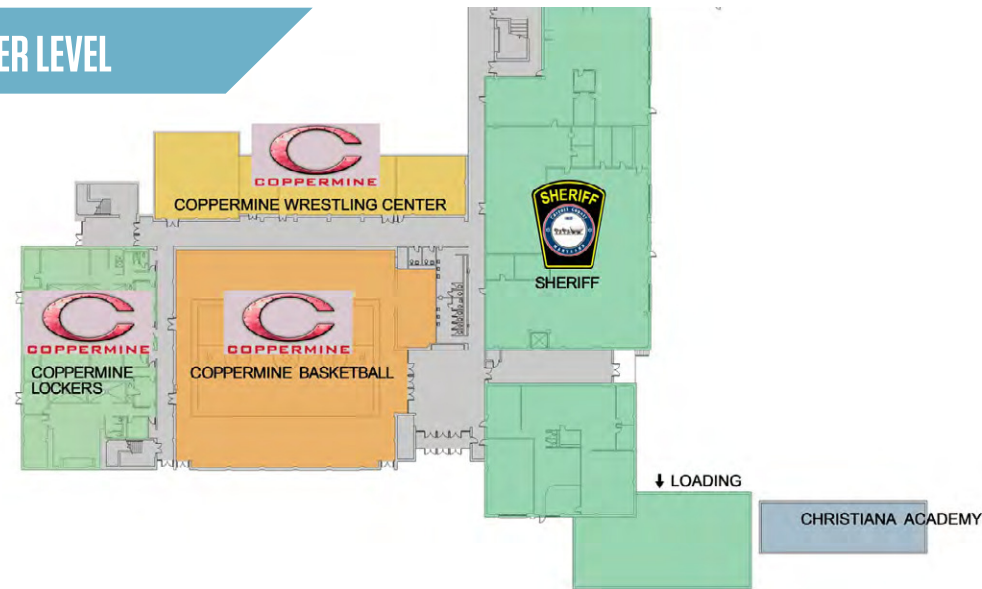 ER LEVEL
COPPERMINE
COPPERMINE WRESTLING CENTER
SHERIFF
SHERIFF
COPPERMINE
COPPERMINE
LOCKERS
COPPERMINE
COPPERMINE BASKETBALL
↓ LOADING
CHRISTIANA ACADEMY